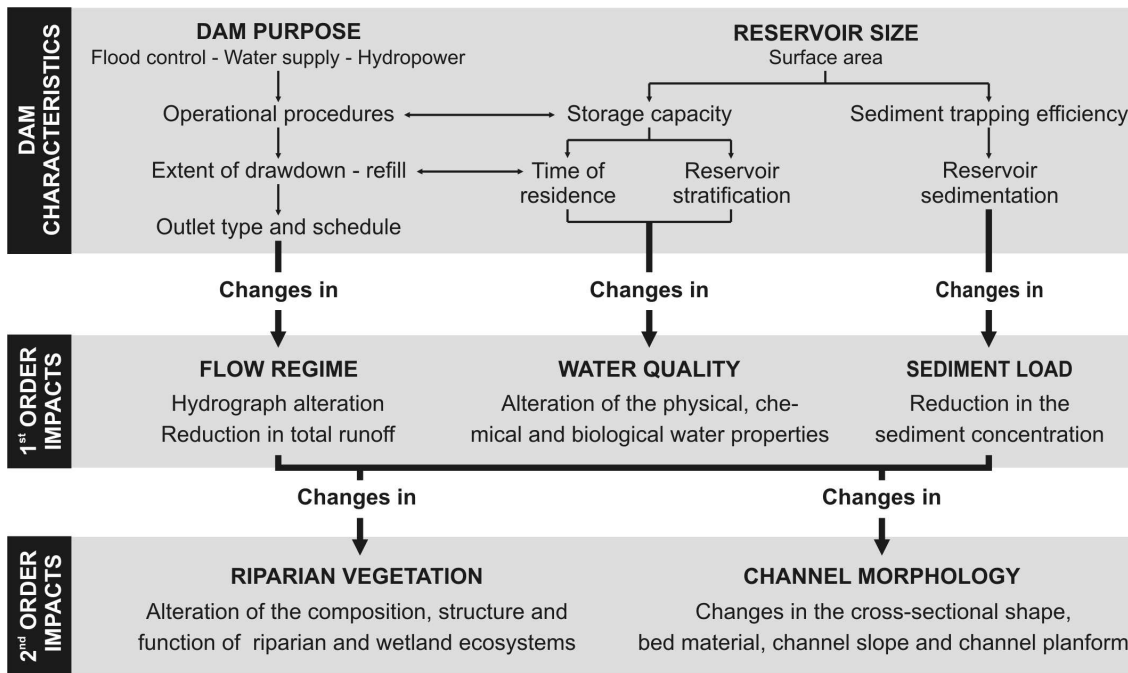 DAM
CHARACTERISTICS
DAM PURPOSE
Flood control - Water supply - Hydropower
Operational procedures
Extent of drawdown - refill
Outlet type and schedule
RESERVOIR SIZE
Surface area
Storage capacity
Sediment trapping efficiency
Time of
residence
Reservoir
stratification
Reservoir
sedimentation
Changes in
Changes in
Changes in
1st ORDER
IMPACTS
FLOW REGIME
Hydrograph alteration
Reduction in total runoff
WATER QUALITY
Alteration of the physical, che-
mical and biological water properties
SEDIMENT LOAD
Reduction in the
sediment concentration
Changes in
Changes in
2nd ORDER
IMPACTS
RIPARIAN VEGETATION
Alteration of the composition, structure and
function of riparian and wetland ecosystems
CHANNEL MORPHOLOGY
Changes in the cross-sectional shape,
bed material, channel slope and channel planform